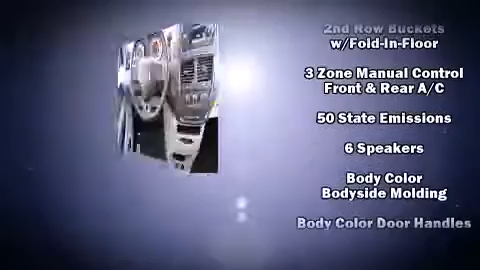 2nd Row Buckets
w/Fold-In-Floor
3 Zone Manual Control
Front & Rear A/C
50 State Emissions
6 Speakers
Body Color
Bodyside Molding
Body Color Door Handles